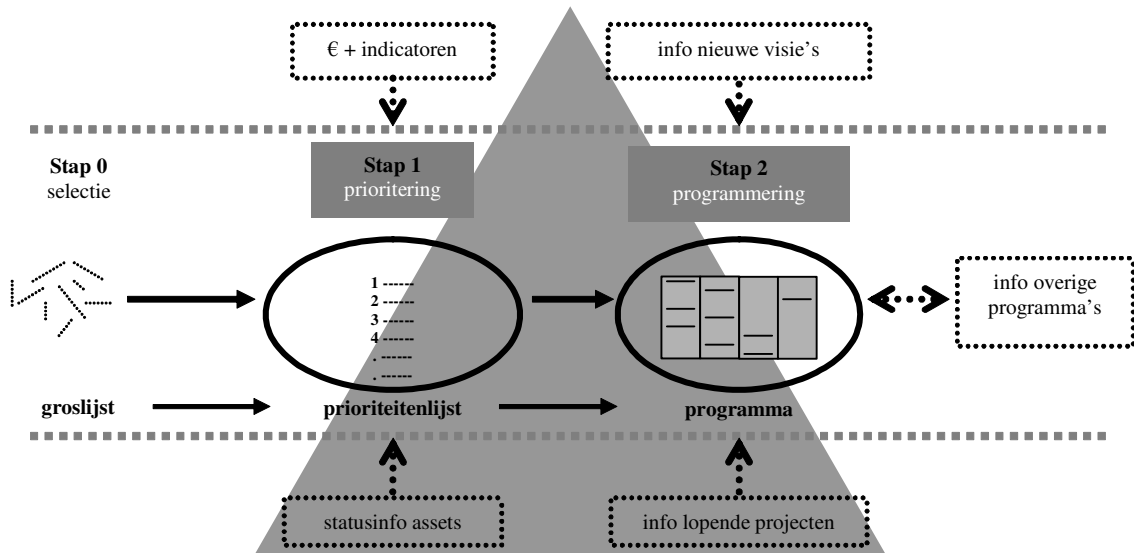 € + indicatoren
info nieuwe visie's
Stap 0
selectie
Stap 1
prioritering
Stap 2
programmering
1 ------
2 ------
3 ------
4 ------
. ------
. ------
info overige
programma's
groslijst
prioriteitenlijst
programma
statusinfo assets
info lopende projecten